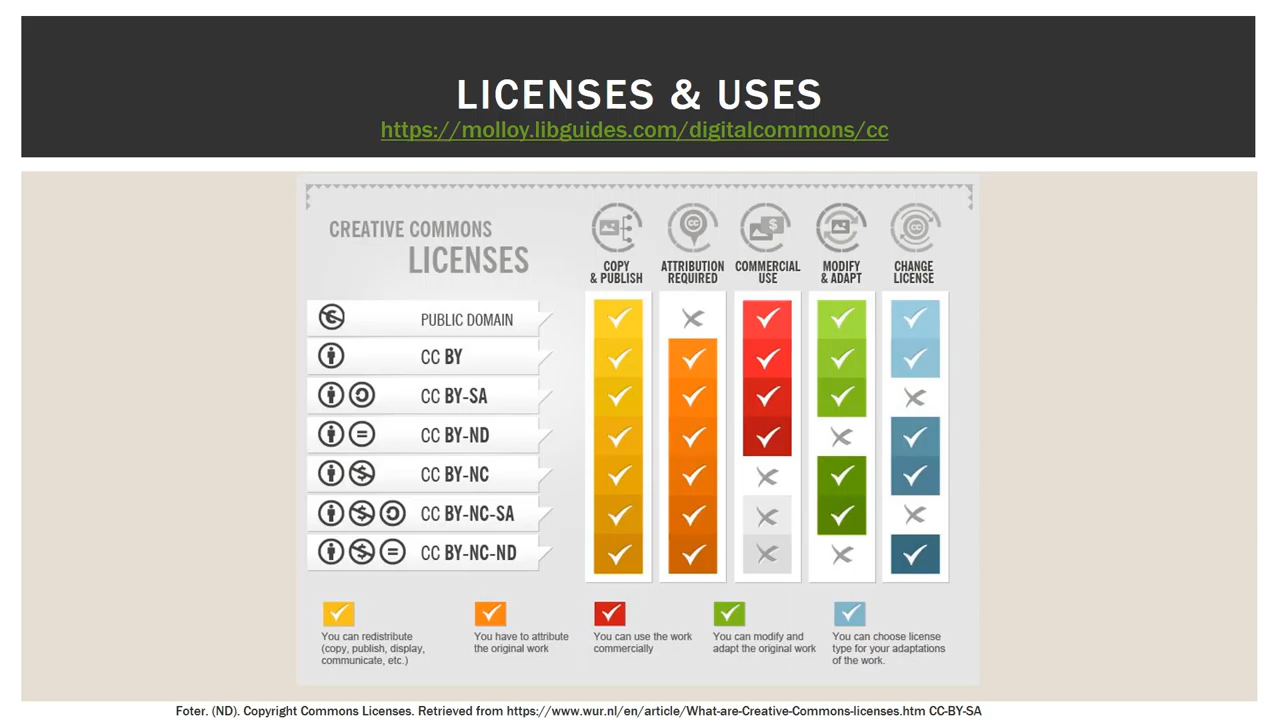 LICENSES & USES
https://molloy.libguides.com/digitalcommons/cc
CREATIVE COMMONS
LICENSES
COPY
& PUBLISH
ATTRIBUTION
REQUIRED
COMMERCIAL
USE
MODIFY
& ADAPT
CHANGE
LICENSE
PUBLIC DOMAIN
CC BY
CC BY-SA
CC BY-ND
CC BY-NC
CC BY-NC-SA
CC BY-NC-ND
You can redistribute
(copy, publish, display,
communicate, etc.)
You have to attribute
the original work
You can use the work
commercially
You can modify and
adapt the original work
You can choose license
type for your adaptations
of the work.
Foter. (ND). Copyright Commons Licenses. Retrieved from https://www.wur.nl/en/article/What-are-Creative-Commons-licenses.htm CC-BY-SA